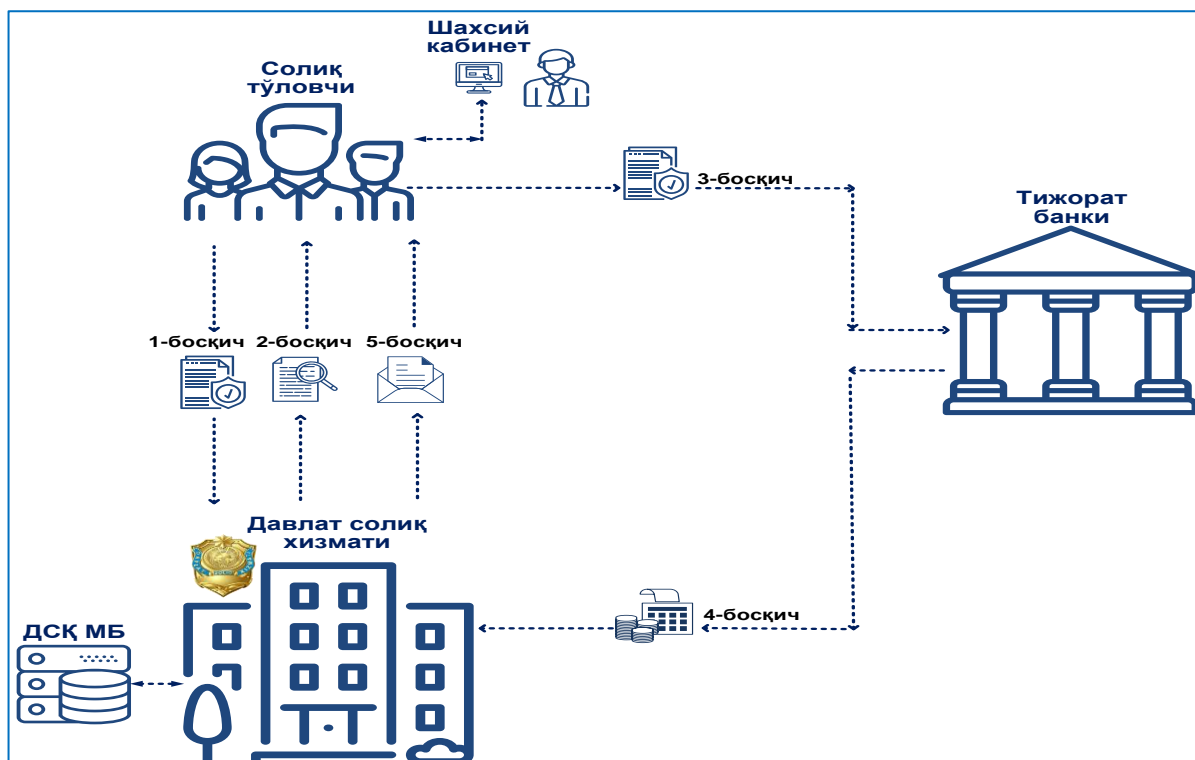 Шахсий
кабинет
Солиқ
тўловчи
3-босқич
Тижорат
банки
1-босқич 2-босқич 5-босқич
Давлат солиқ
хизмати
4-босқич
ДСҚ МБ